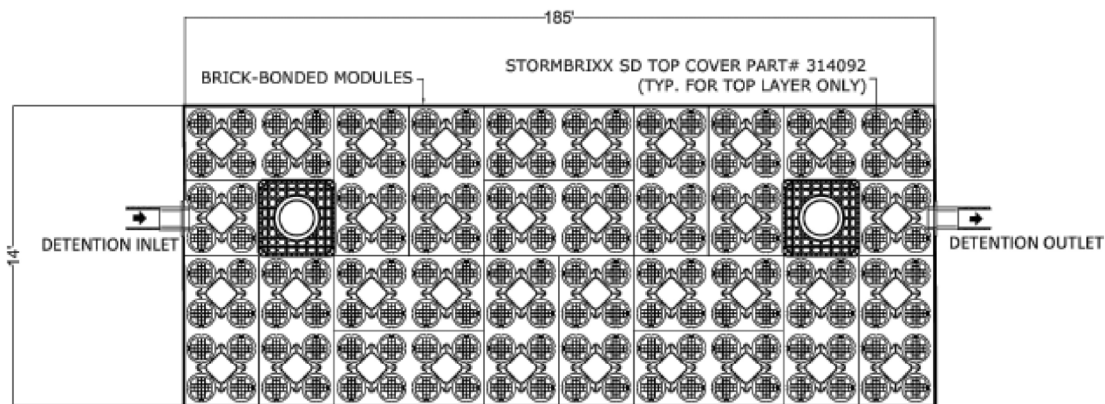 185'
STORMBRIXX SD TOP COVER PART# 314092
BRICK-BONDED MODULES
(TYP. FOR TOP LAYER ONLY)
14'
DETENTION INLET
DETENTION OUTLET